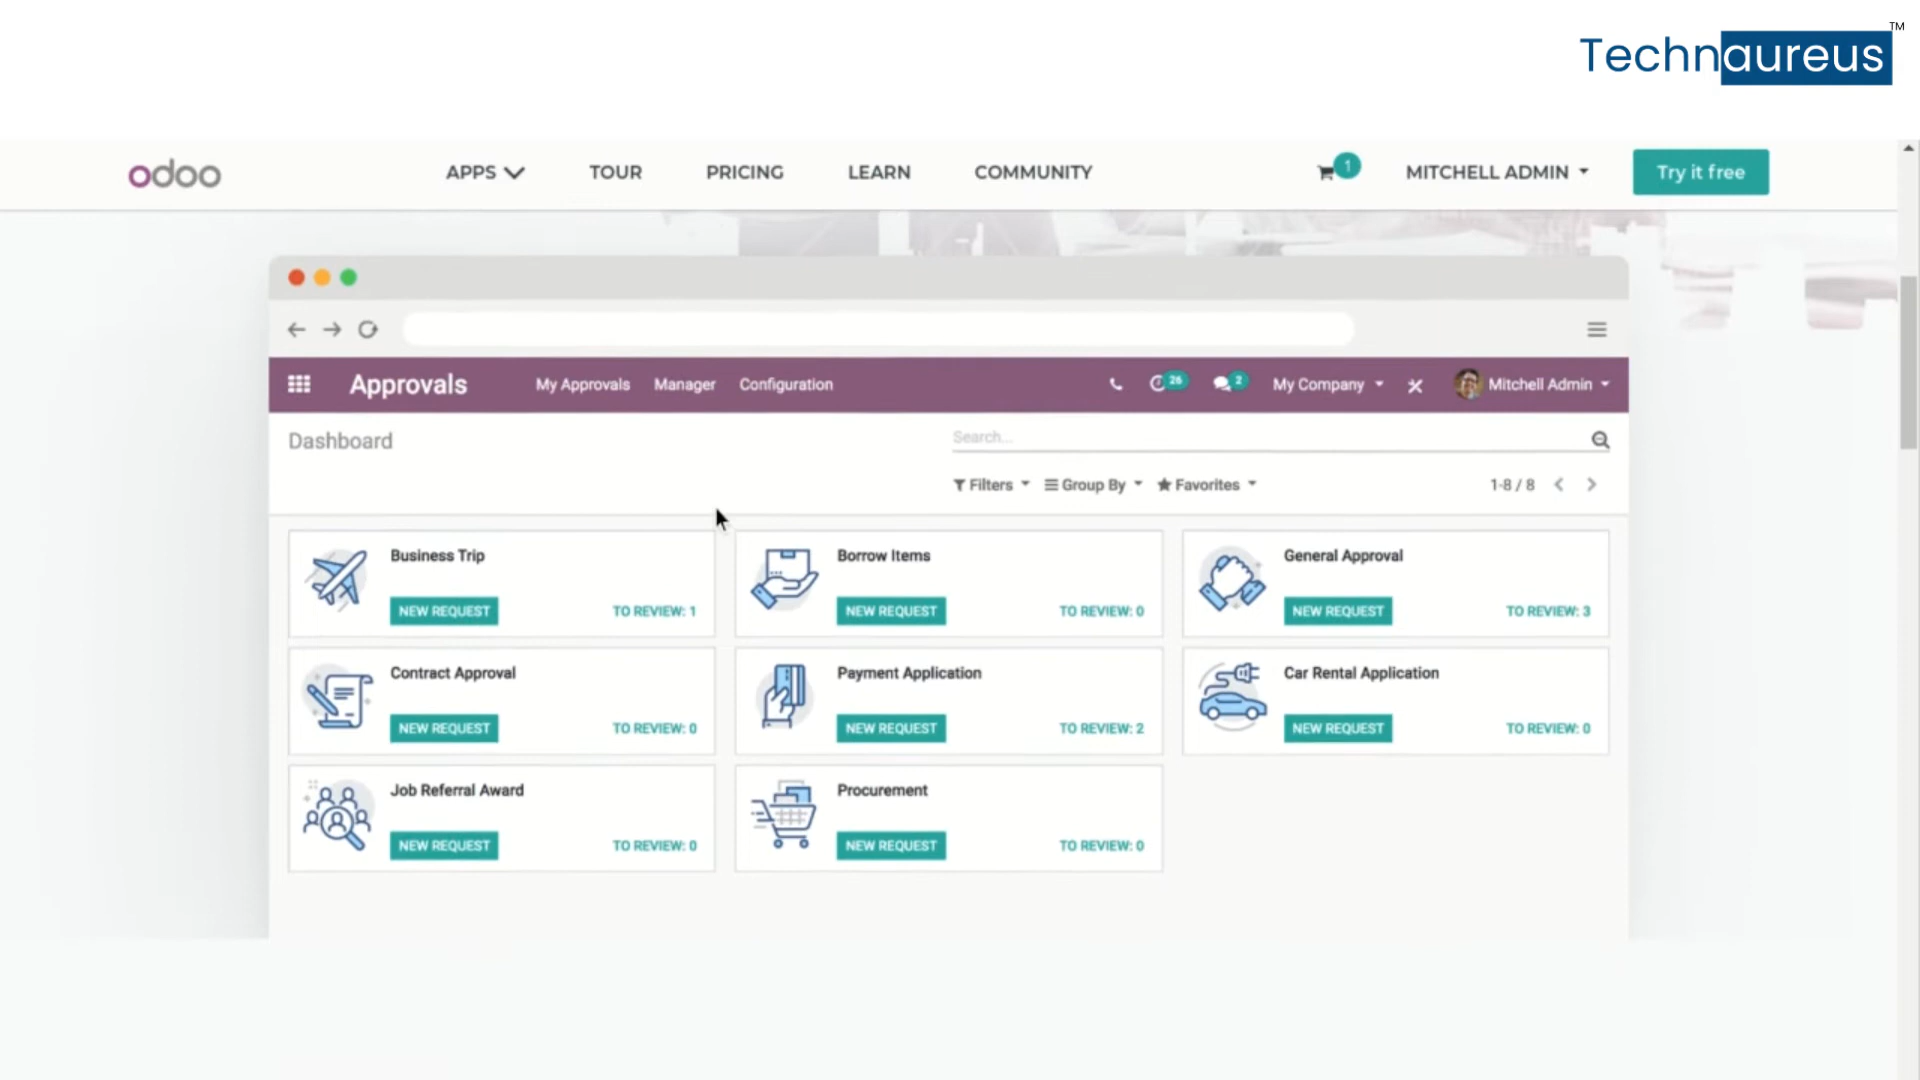 Technaureus™
odoo
APPS
TOUR
PRICING
LEARN
COMMUNITY
1
MITCHELL ADMIN
Try it free
Approvals
My Approvals
Manager
Configuration
26
2
My Company
Mitchell Admin
Dashboard
Search...
Filters
Group By
Favorites
1-8 / 8
Business Trip
NEW REQUEST
TO REVIEW: 1
Borrow Items
NEW REQUEST
TO REVIEW: 0
General Approval
NEW REQUEST
TO REVIEW: 3
Contract Approval
NEW REQUEST
TO REVIEW: 0
Payment Application
NEW REQUEST
TO REVIEW: 2
Car Rental Application
NEW REQUEST
TO REVIEW: 0
Job Referral Award
NEW REQUEST
TO REVIEW: 0
Procurement
NEW REQUEST
TO REVIEW: 0